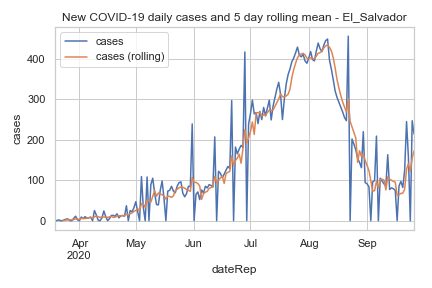 New COVID-19 daily cases and 5 day rolling mean - El_Salvador
cases
cases (rolling)
400
300
200
100
0
cases
Apr
2020
May
Jun
Jul
Aug
Sep
dateRep